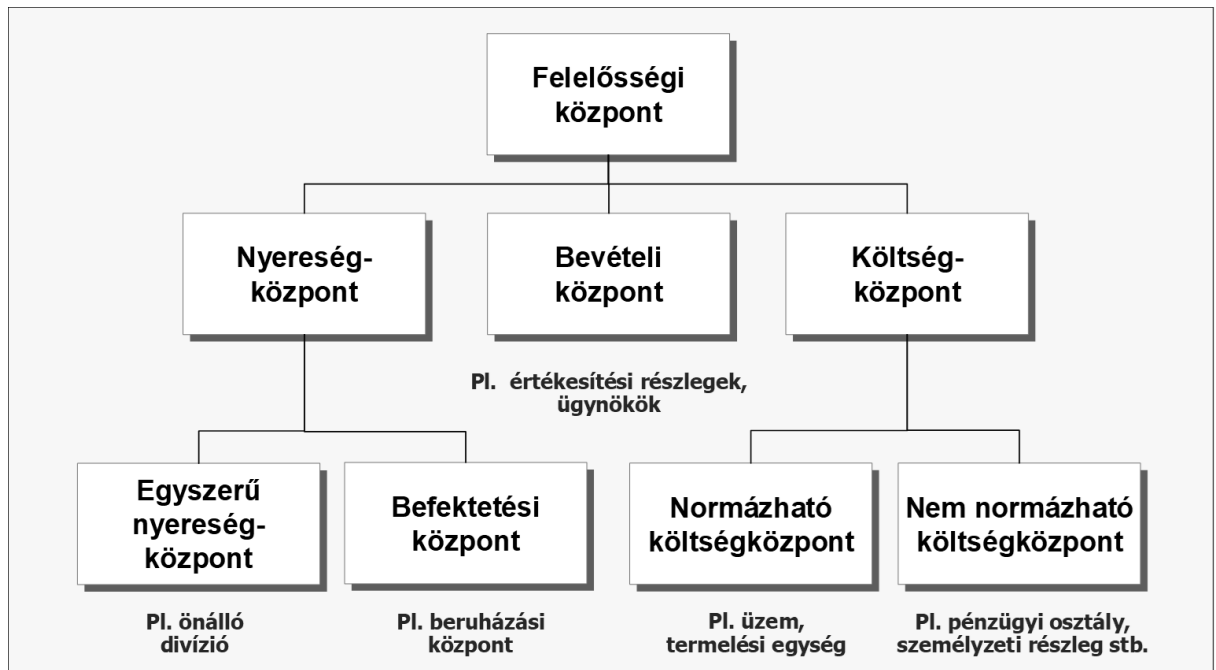 Felelősségi
központ
Nyereség-
központ
Bevételi
központ
Költség-
központ
Pl. értékesítési részlegek,
ügynökök
Egyszerű
nyereség-
központ
Befektetési
központ
Normázható
költségközpont
Nem normázható
költségközpont
Pl. önálló
divízió
Pl. beruházási
központ
Pl. üzem,
termelési egység
Pl. pénzügyi osztály,
személyzeti részleg stb.